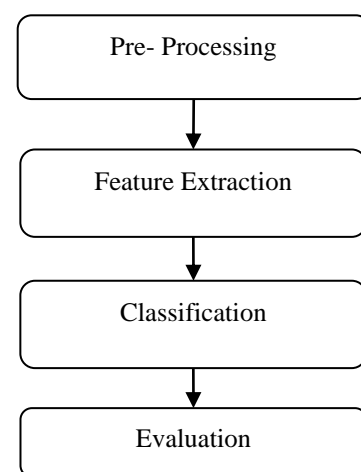 Pre- Processing
Feature Extraction
Classification
Evaluation